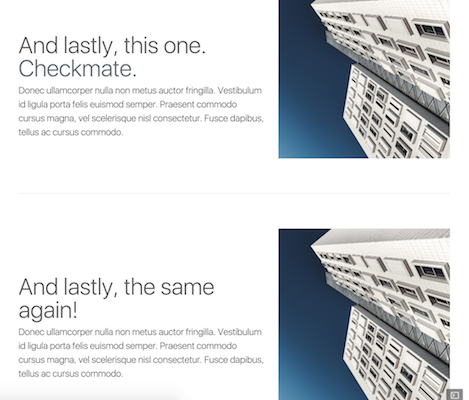 And lastly, this one.
Checkmate.
Donec ullamcorper nulla non metus auctor fringilla. Vestibulum
id ligula porta felis euismod semper. Praesent commodo
cursus magna, vel scelerisque nisl consectetur. Fusce dapibus,
tellus ac cursus commodo.
And lastly, the same
again!
Donec ullamcorper nulla non metus auctor fringilla. Vestibulum
id ligula porta felis euismod semper. Praesent commodo
cursus magna, vel scelerisque nisl consectetur. Fusce dapibus,
tellus ac cursus commodo.